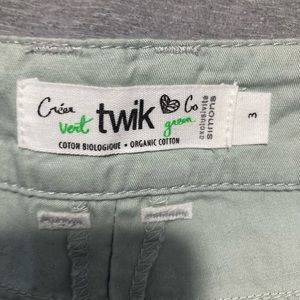 Créer twik Co
vert green
COTON BIOLOGIQUE • ORGANIC COTTON
exclusivité
simons
3